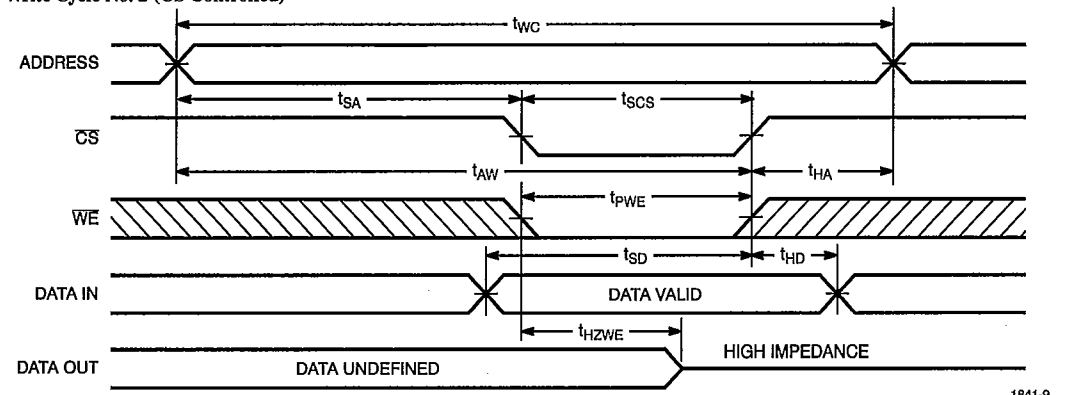 Write Cycle No. 2 (CS Controlled)
tWC
ADDRESS
tSA
tSCS
CS
tAW
tHA
tPWE
WE
tSD
tHD
DATA IN
DATA VALID
tHZWE
HIGH IMPEDANCE
DATA OUT
DATA UNDEFINED
1841-9